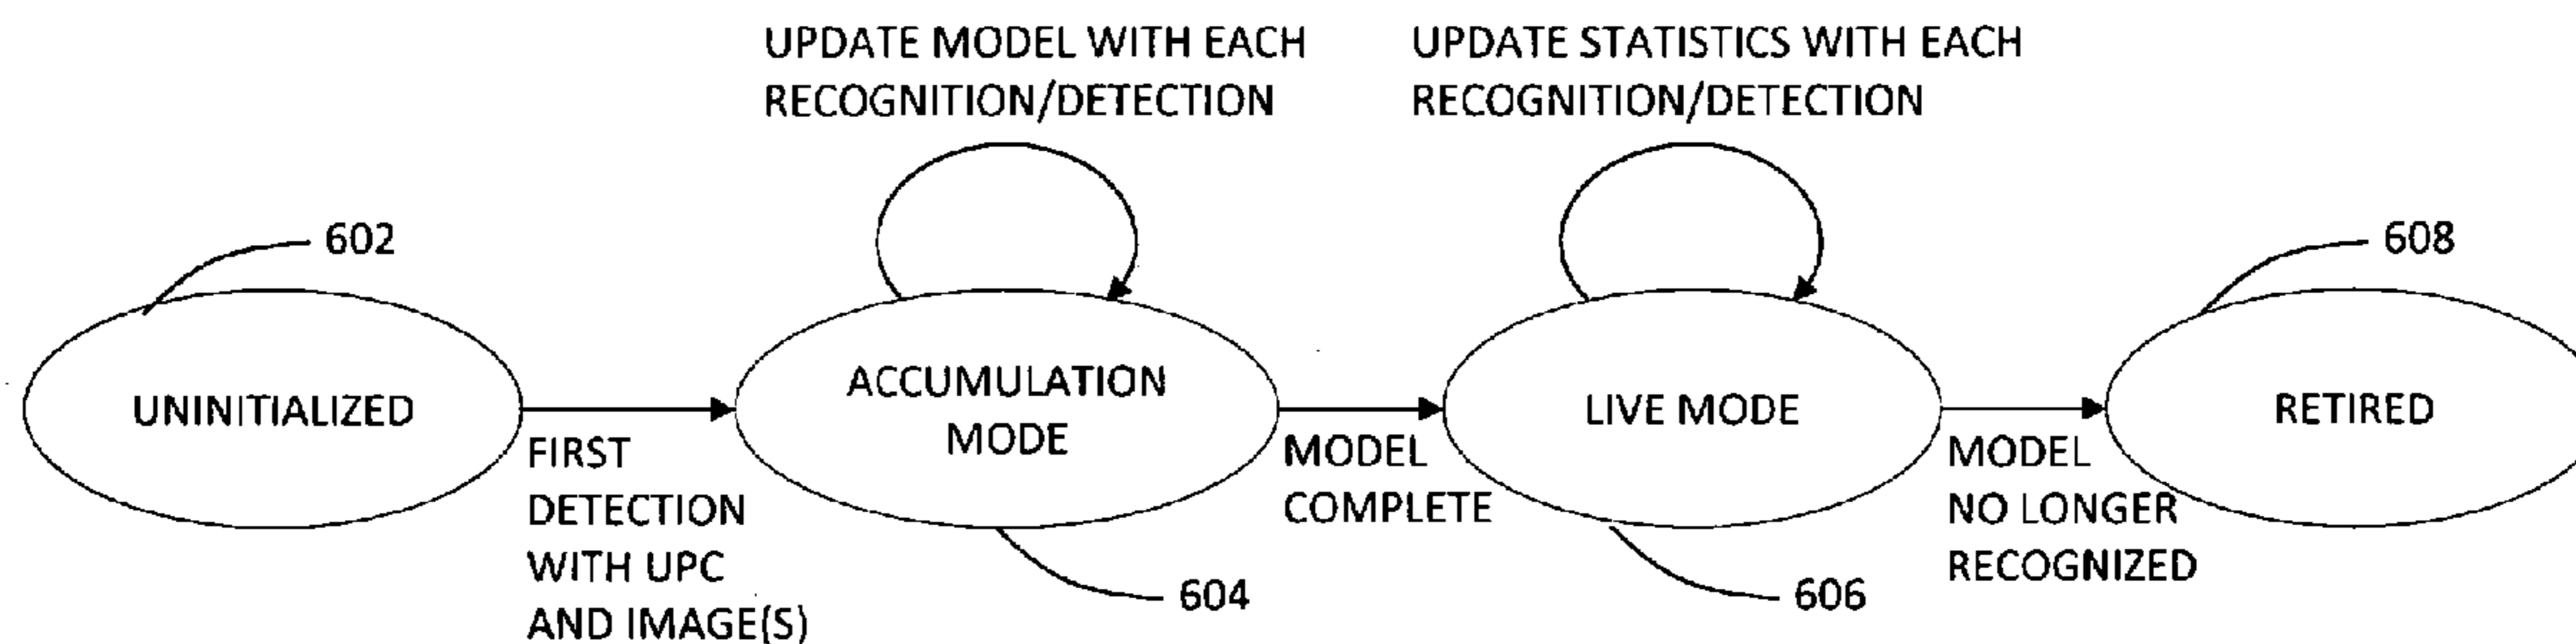 UPDATE MODEL WITH EACH
RECOGNITION/DETECTION
UPDATE STATISTICS WITH EACH
RECOGNITION/DETECTION
602
608
UNINITIALIZED
ACCUMULATION
MODE
LIVE MODE
RETIRED
FIRST
DETECTION
WITH UPC
AND IMAGE(S)
MODEL
COMPLETE
MODEL
NO LONGER
RECOGNIZED
604
606